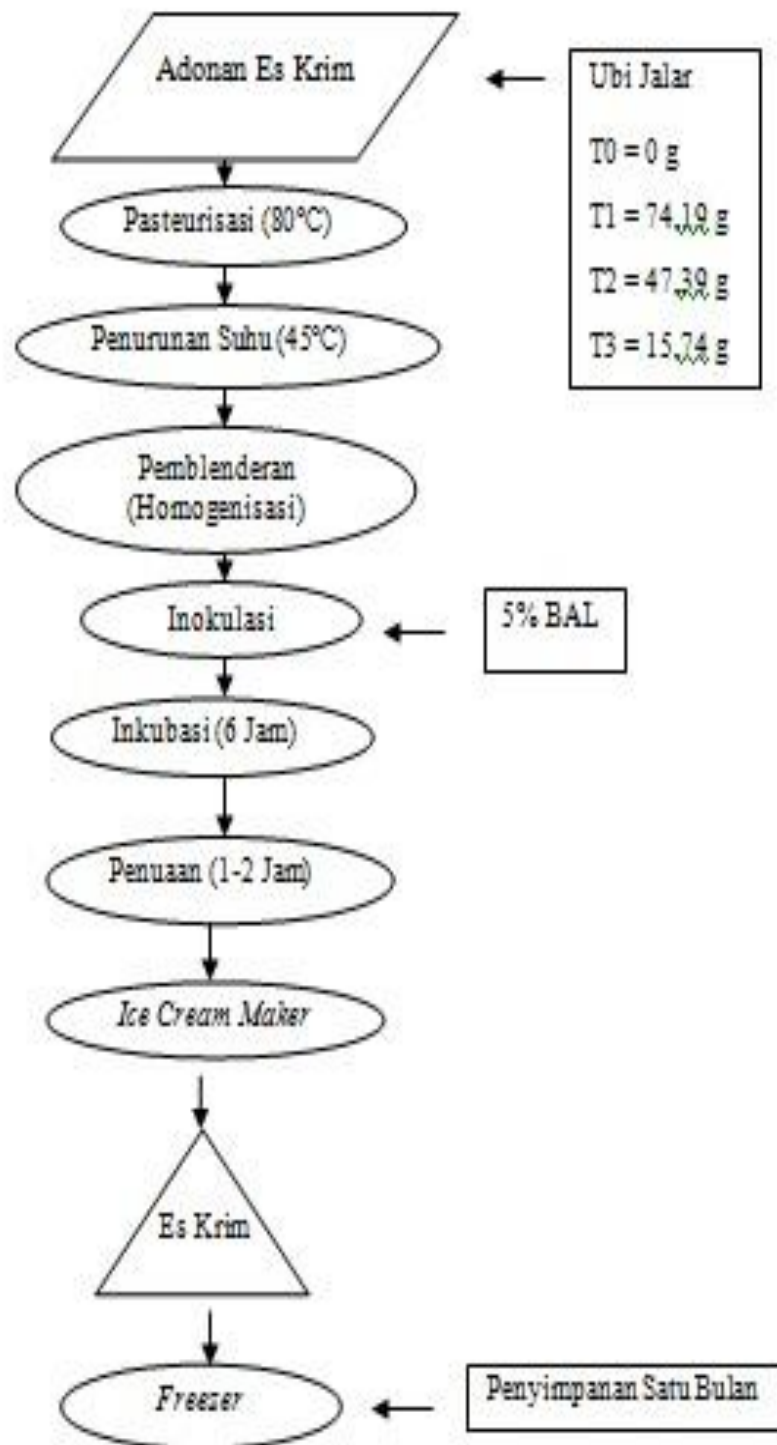 Adonan Es Krim
Ubi Jalar
T0 = 0 g
T1 = 74,19 g
T2 = 47,39 g
T3 = 15,74 g
Pasteurisasi (80°C)
Penurunan Suhu (45°C)
Pemblenderan
(Homogenisasi)
Inokulasi
5% BAL
Inkubasi (6 Jam)
Penuaan (1-2 Jam)
Ice Cream Maker
Es Krim
Freezer
Penyimpanan Satu Bulan